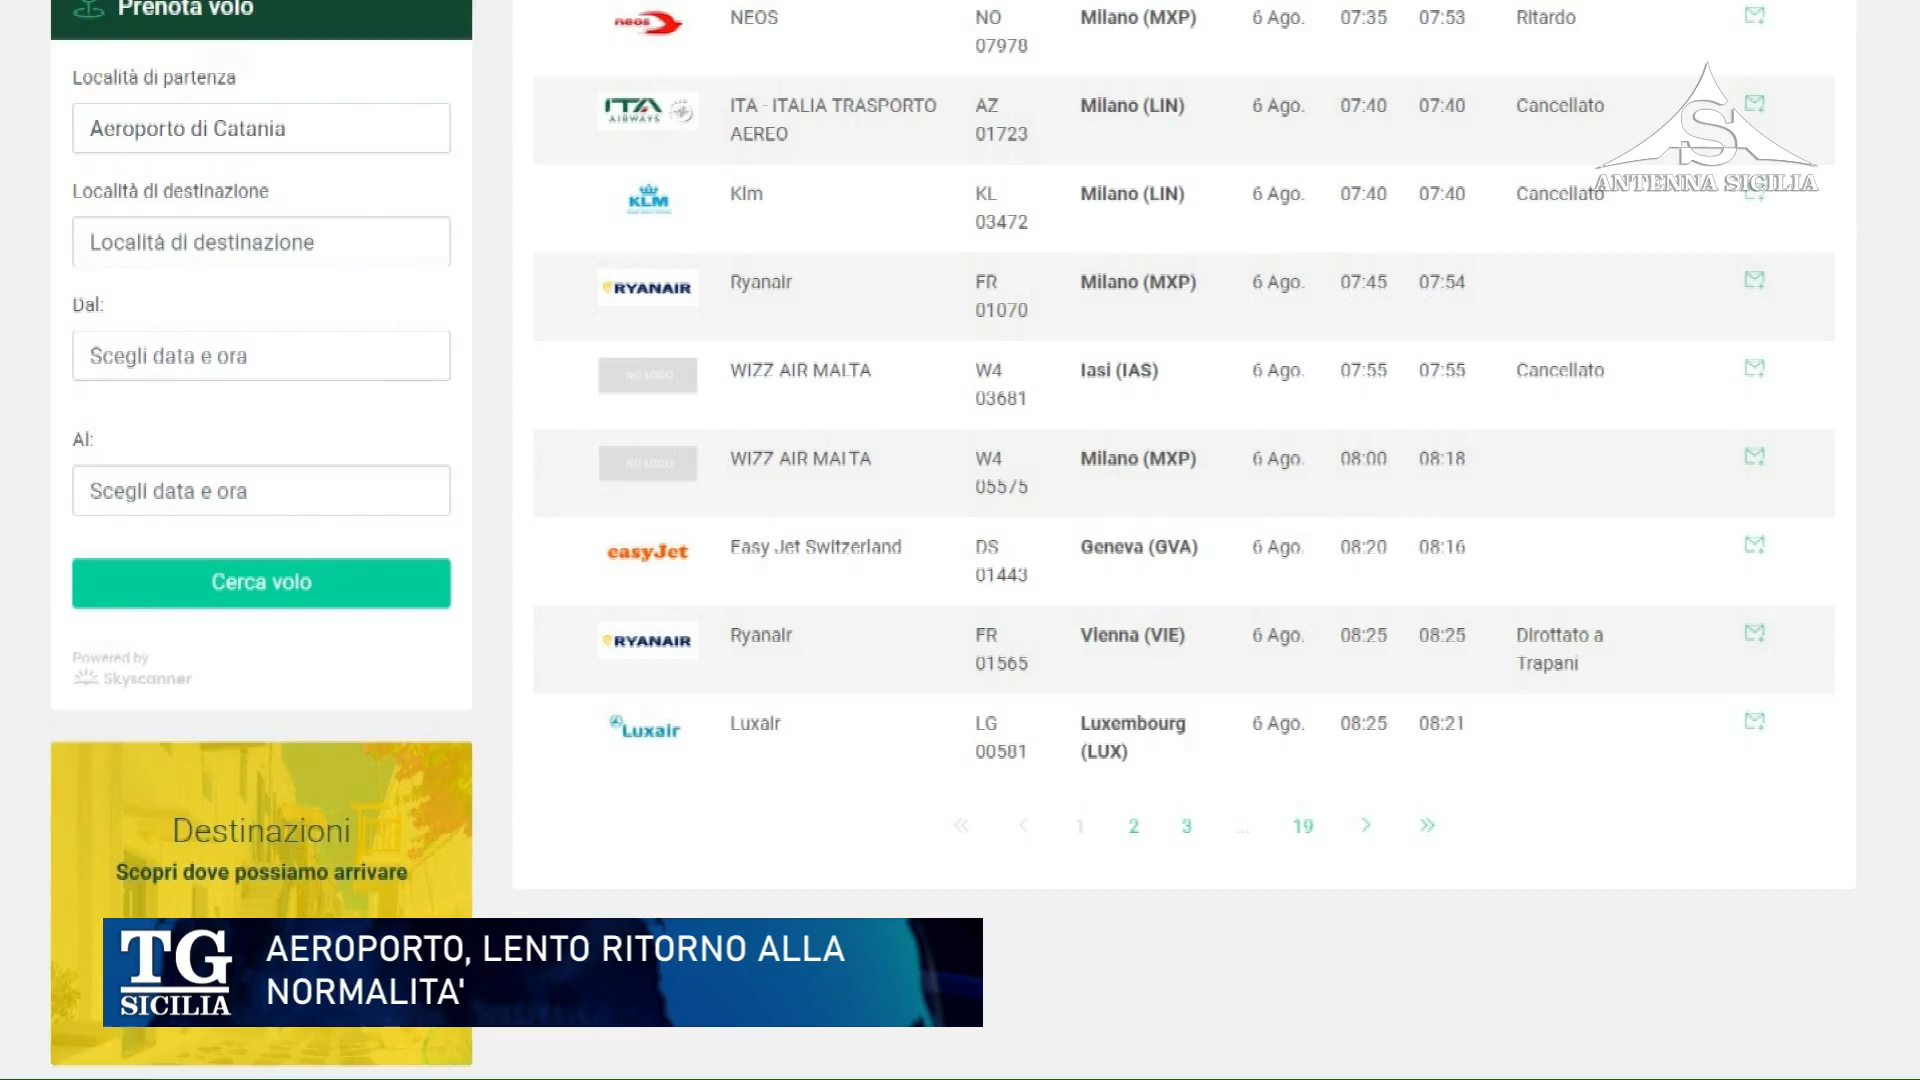 Prenota volo
Località di partenza
Aeroporto di Catania
Località di destinazione
Località di destinazione
Dal:
Scegli data e ora
Al:
Scegli data e ora
Cerca volo
Powered by
Skyscanner
Destinazioni
Scopri dove possiamo arrivare
neos NEOS NO 07978 Milano (MXP) 6 Ago. 07:35 07:53 Ritardo
ITA AIRWAYS ITA - ITALIA TRASPORTO AEREO AZ 01723 Milano (LIN) 6 Ago. 07:40 07:40 Cancellato
KLM Klm KL 03472 Milano (LIN) 6 Ago. 07:40 07:40 Cancellato
RYANAIR Ryanair FR 01070 Milano (MXP) 6 Ago. 07:45 07:54
NO LOGO WIZZ AIR MALTA W4 03681 Iasi (IAS) 6 Ago. 07:55 07:55 Cancellato
NO LOGO WIZZ AIR MALTA W4 05575 Milano (MXP) 6 Ago. 08:00 08:18
easyJet Easy Jet Switzerland DS 01443 Geneva (GVA) 6 Ago. 08:20 08:16
RYANAIR Ryanair FR 01565 Vienna (VIE) 6 Ago. 08:25 08:25 Dirottato a Trapani
Luxair Luxair LG 00581 Luxembourg (LUX) 6 Ago. 08:25 08:21
« ‹ 1 2 3 ... 19 › »
S
ANTENNA SICILIA
TG
SICILIA
AEROPORTO, LENTO RITORNO ALLA
NORMALITA'